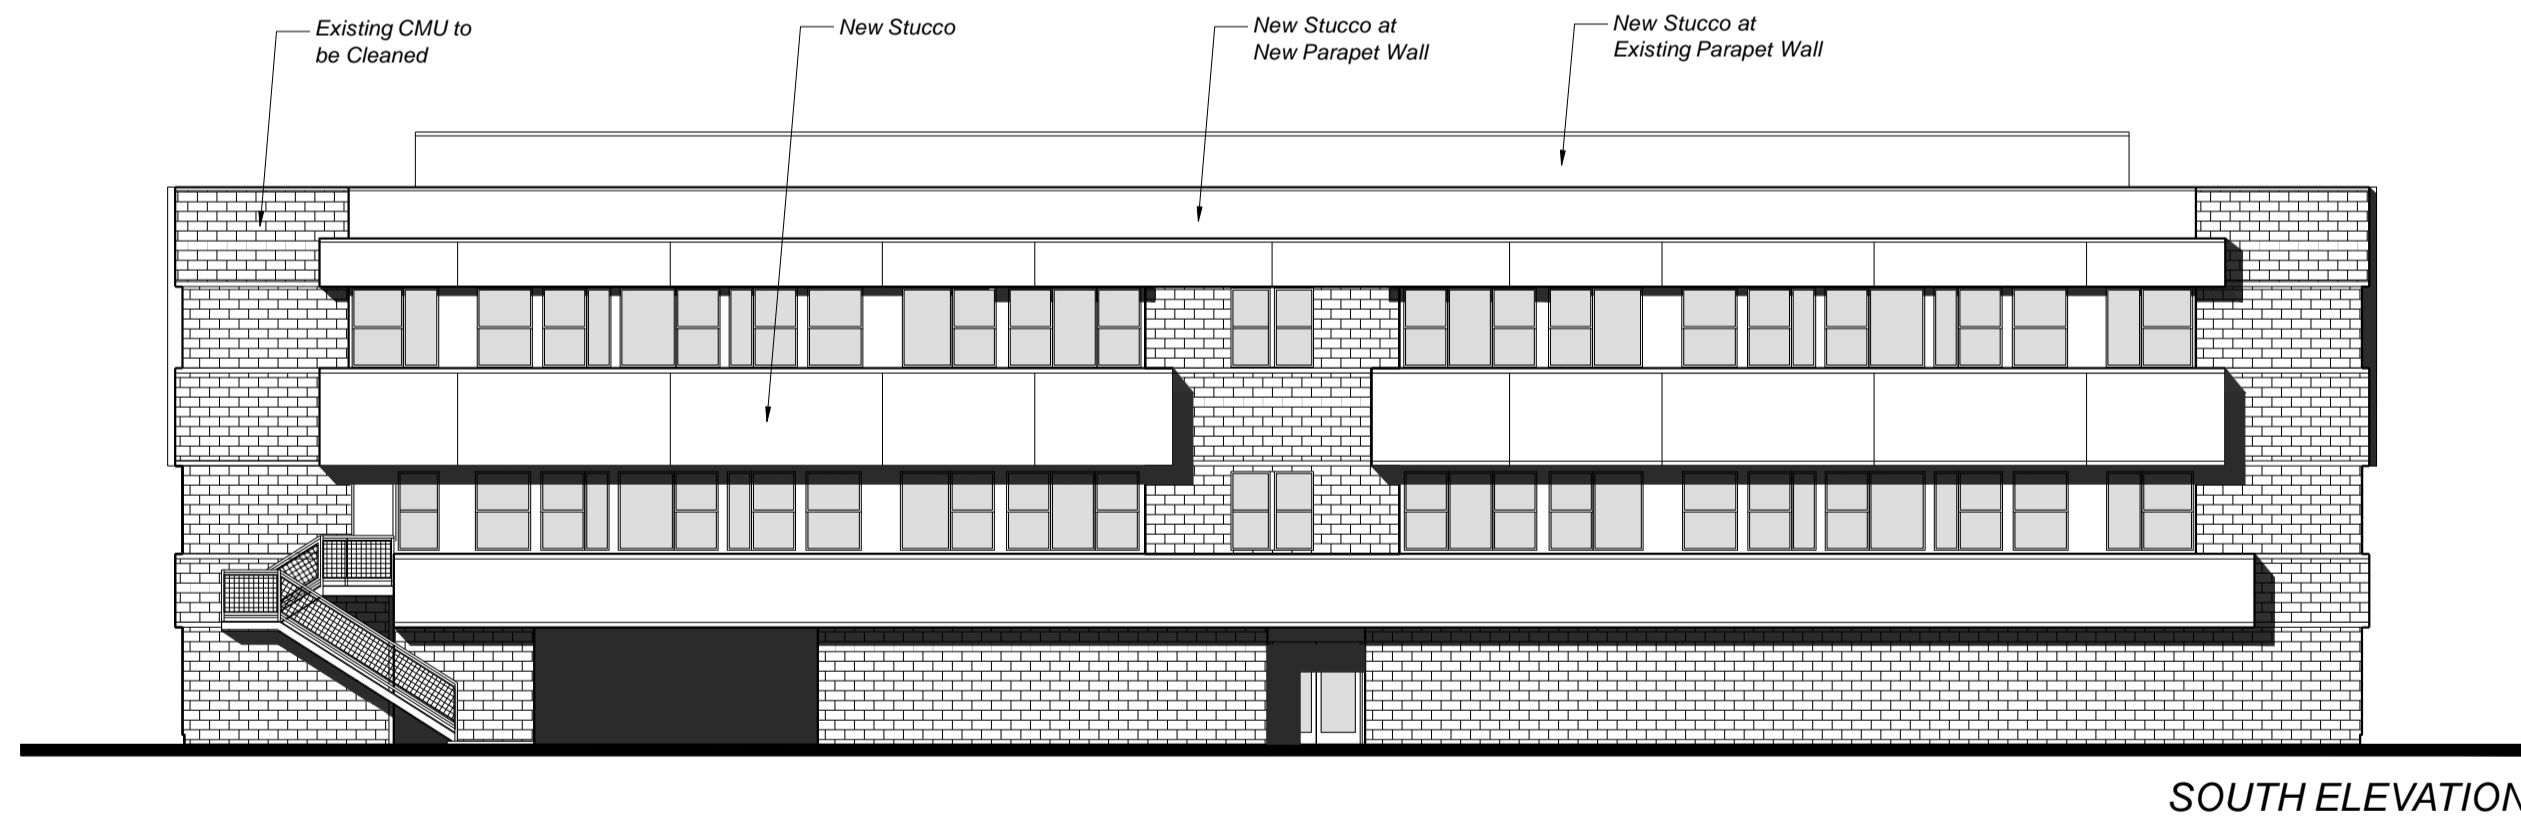 Existing CMU to
be Cleaned
New Stucco
New Stucco at
New Parapet Wall
New Stucco at
Existing Parapet Wall
SOUTH ELEVATION